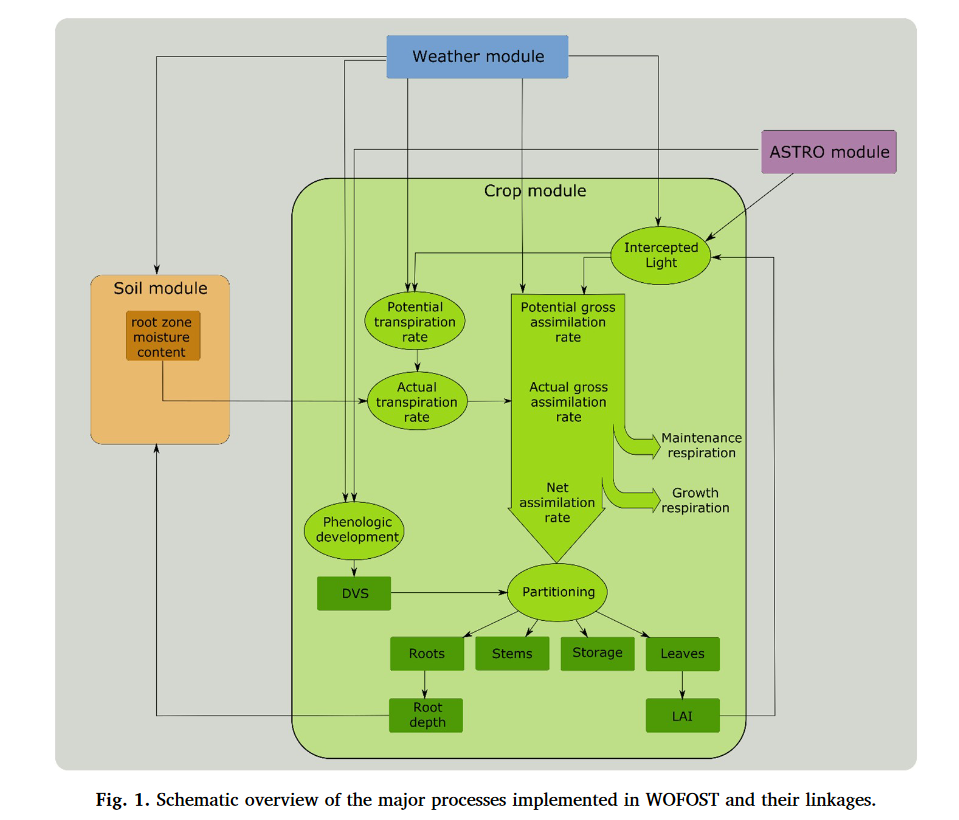 Weather module
ASTRO module
Crop module
Intercepted
Light
Soil module
root zone
moisture
content
Potential
transpiration
rate
Potential gross
assimilation
rate
Actual
transpiration
rate
Actual gross
assimilation
rate
Maintenance
respiration
Net
assimilation
rate
Growth
respiration
Phenologic
development
DVS
Partitioning
Roots
Stems
Storage
Leaves
Root
depth
LAI
Fig. 1. Schematic overview of the major processes implemented in WOFOST and their linkages.